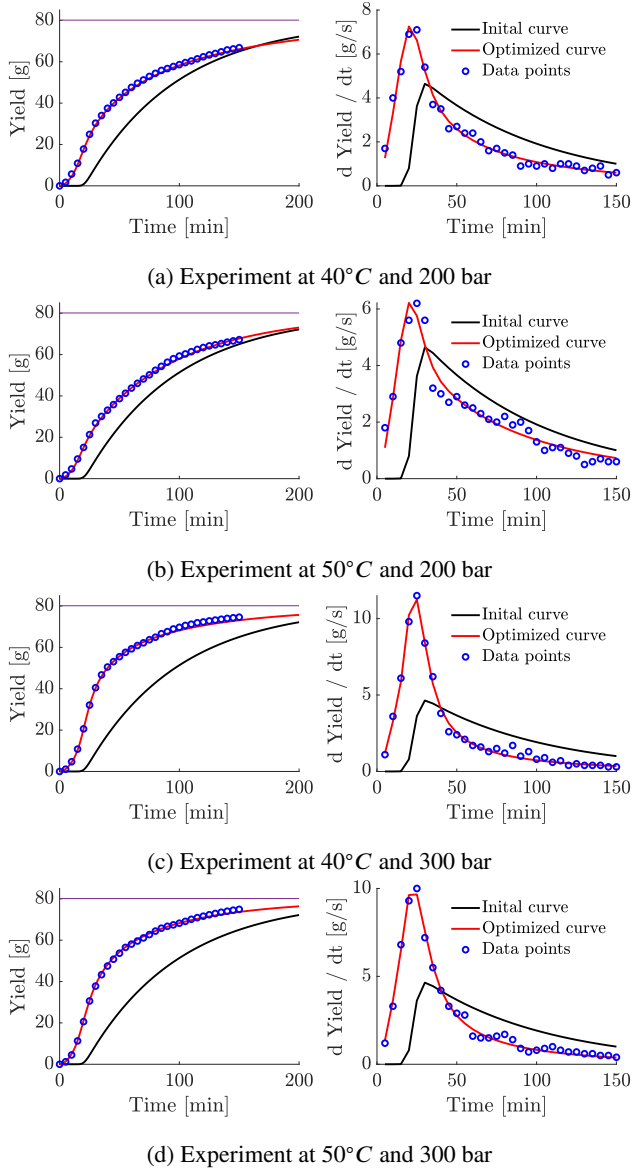 80
60
40
20
0
Yield [g]
0
100
200
Time [min]
8
6
4
2
0
d Yield / dt [g/s]
Inital curve
Optimized curve
Data points
0
50
100
150
Time [min]
(a) Experiment at 40°C and 200 bar
80
60
40
20
0
Yield [g]
0
100
200
Time [min]
6
4
2
0
d Yield / dt [g/s]
Inital curve
Optimized curve
Data points
0
50
100
150
Time [min]
(b) Experiment at 50°C and 200 bar
80
60
40
20
0
Yield [g]
0
100
200
Time [min]
10
5
0
d Yield / dt [g/s]
Inital curve
Optimized curve
Data points
0
50
100
150
Time [min]
(c) Experiment at 40°C and 300 bar
80
60
40
20
0
Yield [g]
0
100
200
Time [min]
10
5
0
d Yield / dt [g/s]
Inital curve
Optimized curve
Data points
0
50
100
150
Time [min]
(d) Experiment at 50°C and 300 bar